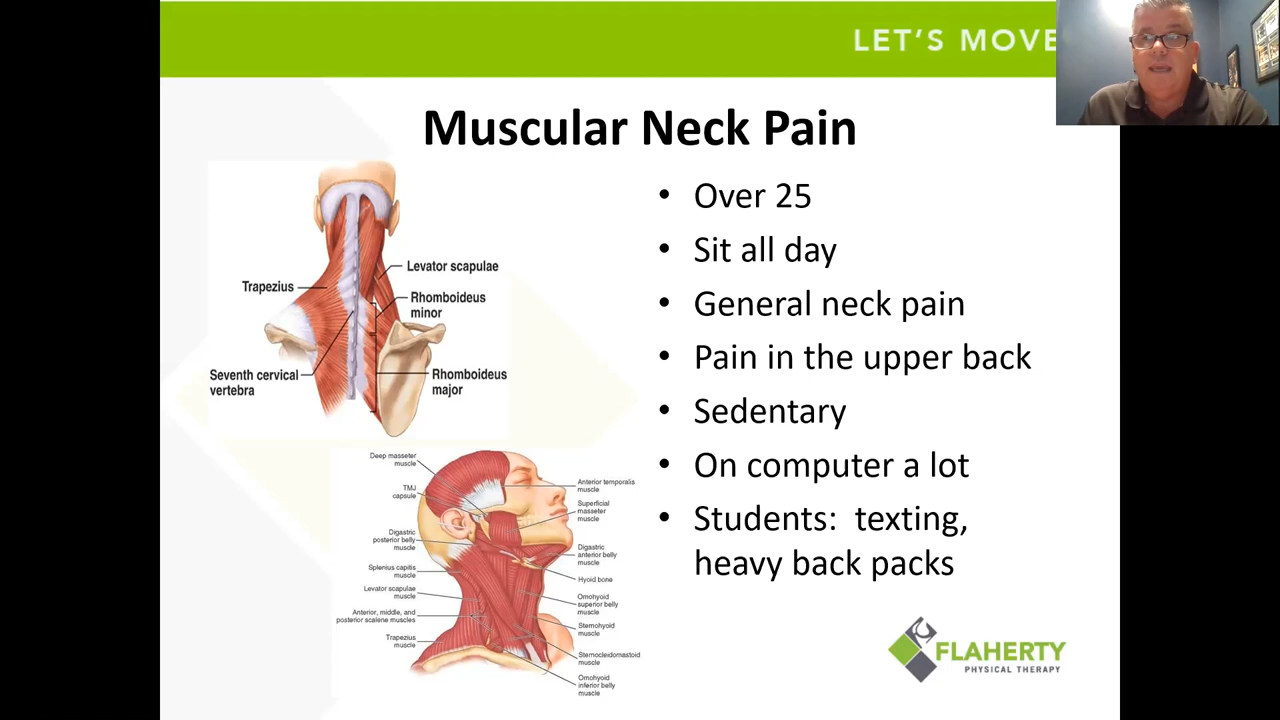 LET'S MOVE
Muscular Neck Pain
Levator scapulae
Trapezius
Rhomboideus
minor
Seventh cervical
vertebra
Rhomboideus
major
Deep masseter
muscle
TMJ
capsule
Digastric
posterior belly
muscle
Splenius capitis
muscle
Levator scapulae
muscle
Anterior, middle, and
posterior scalene muscles
Trapezius
muscle
Anterior temporalis
muscle
Superficial
masseter
muscle
Digastric
anterior belly
muscle
Hyoid bone
Omohyoid
superior belly
muscle
Sternohyoid
muscle
Sternocleidomastoid
muscle
Omohyoid
inferior belly
muscle
• Over 25
• Sit all day
• General neck pain
• Pain in the upper back
• Sedentary
• On computer a lot
• Students: texting,
heavy back packs
FLAHERTY
PHYSICAL THERAPY